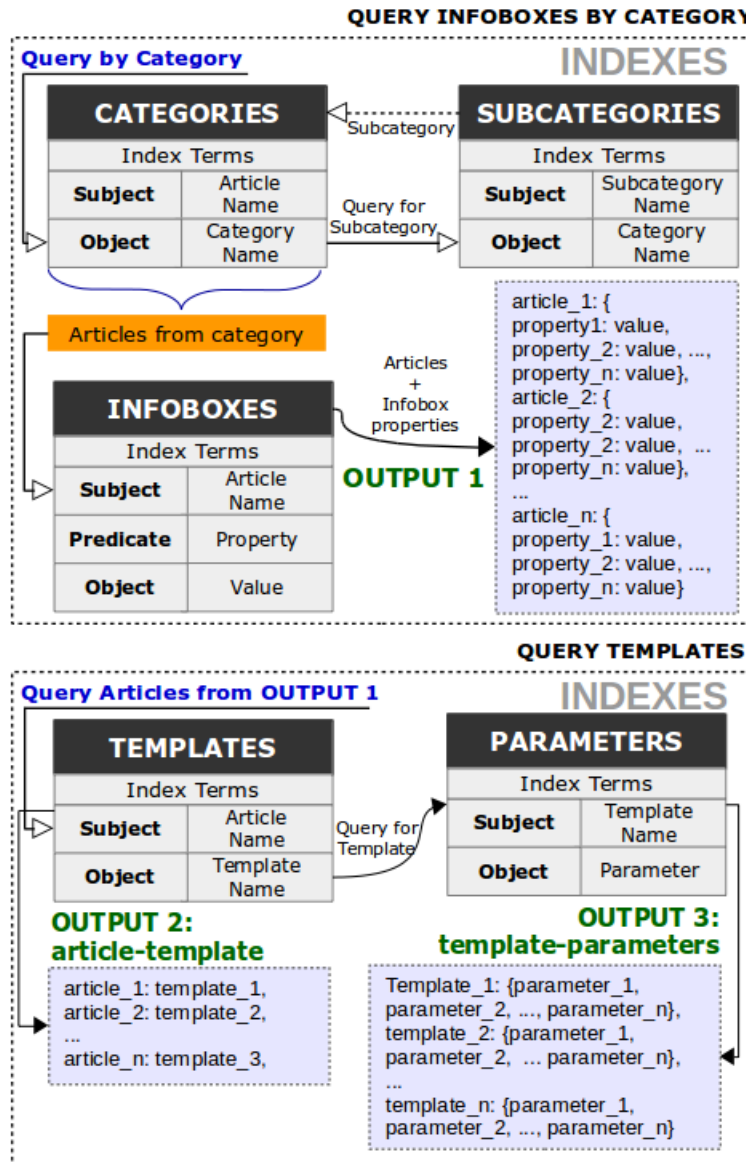 QUERY INFOBOXES BY CATEGORY
Query by Category
INDEXES
CATEGORIES
Index Terms
Subject
Article
Name
Object
Category
Name
Subcategory
Query for
Subcategory
SUBCATEGORIES
Index Terms
Subject
Subcategory
Name
Object
Category
Name
Articles from category
INFOBOXES
Index Terms
Subject
Article
Name
Predicate
Property
Object
Value
Articles
+
Infobox
properties
OUTPUT 1
article_1: {
property1: value,
property_2: value, ...,
property_n: value},
article_2: {
property_2: value,
property_2: value, ...
property_n: value},
...
article_n: {
property_1: value,
property_2: value, ...,
property_n: value}
QUERY TEMPLATES
Query Articles from OUTPUT 1
INDEXES
TEMPLATES
Index Terms
Subject
Article
Name
Object
Template
Name
Query for
Template
PARAMETERS
Index Terms
Subject
Template
Name
Object
Parameter
OUTPUT 2:
article-template
article_1: template_1,
article_2: template_2,
...
article_n: template_3,
OUTPUT 3:
template-parameters
Template_1: {parameter_1,
parameter_2, ..., parameter_n},
template_2: {parameter_1,
parameter_2, ... parameter_n},
...
template_n: {parameter_1,
parameter_2, ..., parameter_n}